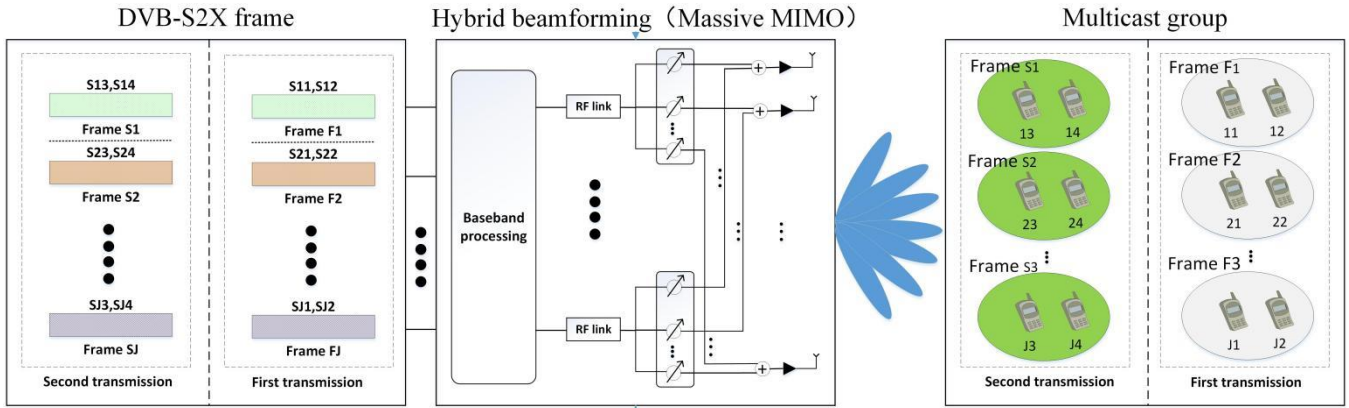 DVB-S2X frame
Hybrid beamforming（Massive MIMO）
Multicast group
S13,S14
Frame S1
S23,S24
Frame S2
SJ3,SJ4
Frame SJ
Second transmission
S11,S12
Frame F1
S21,S22
Frame F2
SJ1,SJ2
Frame FJ
First transmission
Baseband
processing
RF link
RF link
Frame S1
13 14
Frame S2
23 24
Frame S3
J3 J4
Second transmission
Frame F1
11 12
Frame F2
21 22
Frame F3
J1 J2
First transmission